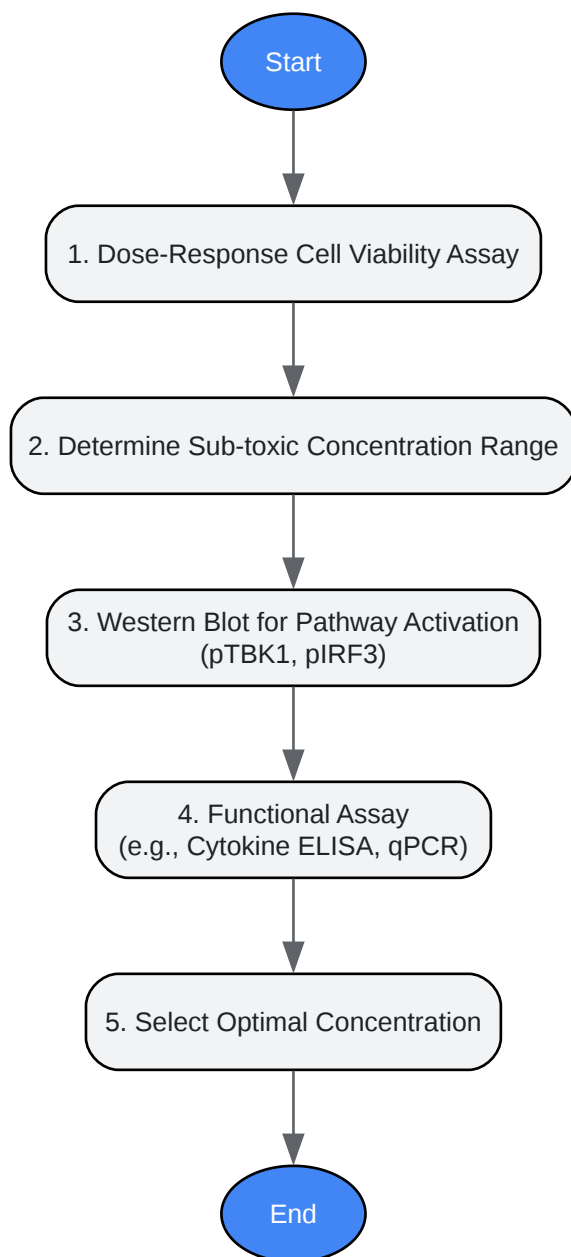 Start
1. Dose-Response Cell Viability Assay
2. Determine Sub-toxic Concentration Range
3. Western Blot for Pathway Activation
(pTBK1, pIRF3)
4. Functional Assay
(e.g., Cytokine ELISA, qPCR)
5. Select Optimal Concentration
End